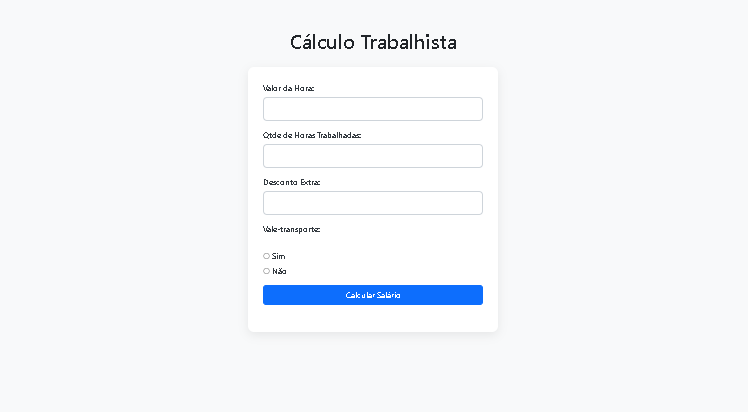 Cálculo Trabalhista
Valor da Hora:
Qtde de Horas Trabalhadas:
Desconto Extra:
Vale-transporte:
Sim
Não
Calcular Salário